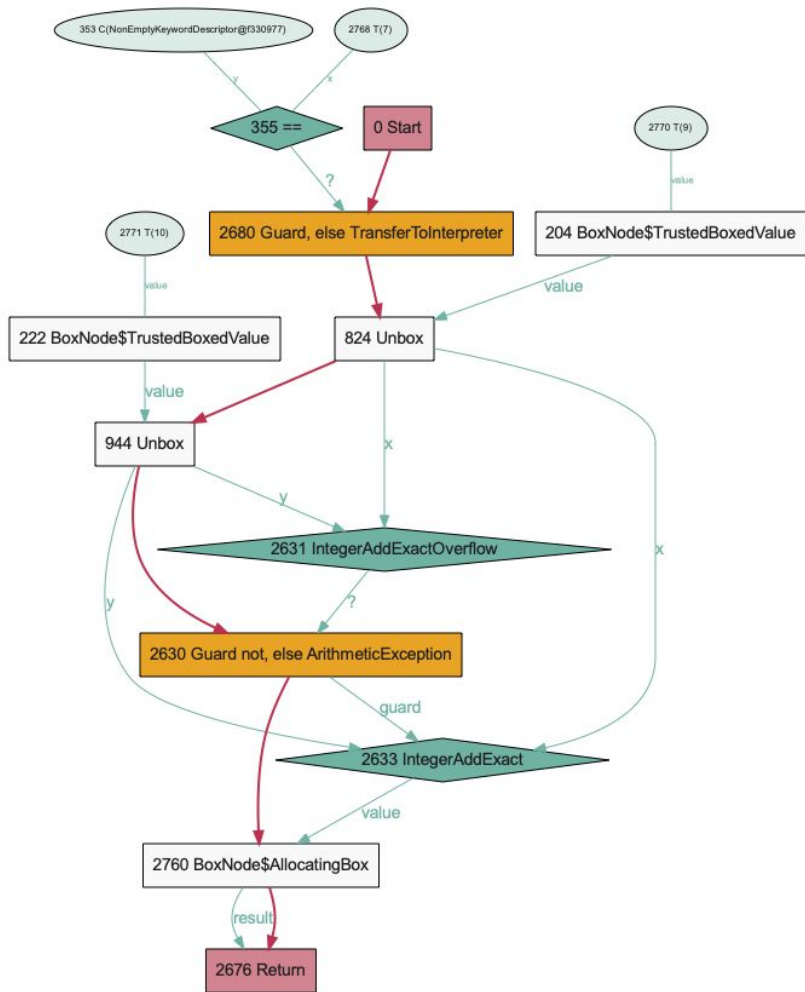 353 C(NonEmptyKeywordDescriptor@f330977)
2768 T(7)
y
x
355 ==
0 Start
2770 T(9)
?
value
2771 T(10)
2680 Guard, else TransferToInterpreter
204 BoxNode$TrustedBoxedValue
value
value
222 BoxNode$TrustedBoxedValue
824 Unbox
value
944 Unbox
x
y
2631 IntegerAddExactOverflow
x
y
?
2630 Guard not, else ArithmeticException
guard
2633 IntegerAddExact
value
2760 BoxNode$AllocatingBox
result
2676 Return